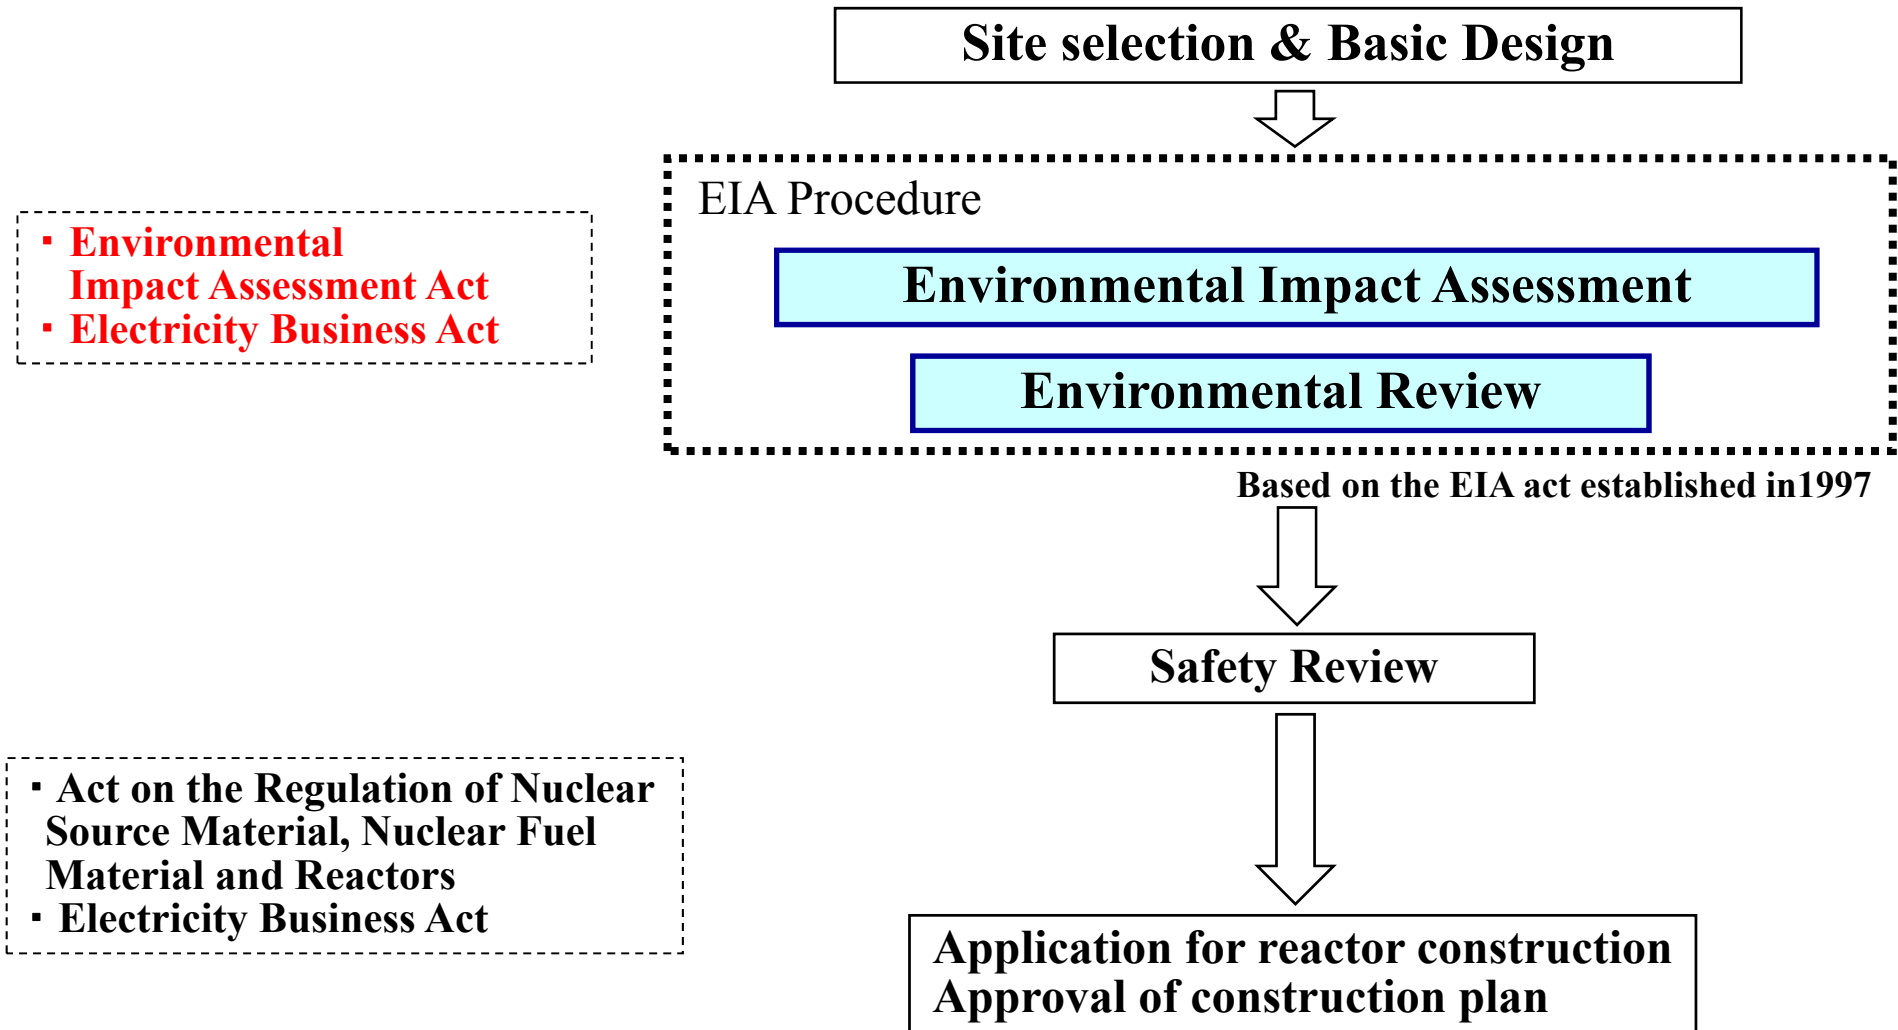 Site selection & Basic Design
EIA Procedure
Environmental Impact Assessment
Environmental Review
Based on the EIA act established in1997
・Environmental
Impact Assessment Act
・Electricity Business Act
Safety Review
・Act on the Regulation of Nuclear
Source Material, Nuclear Fuel
Material and Reactors
・Electricity Business Act
Application for reactor construction
Approval of construction plan